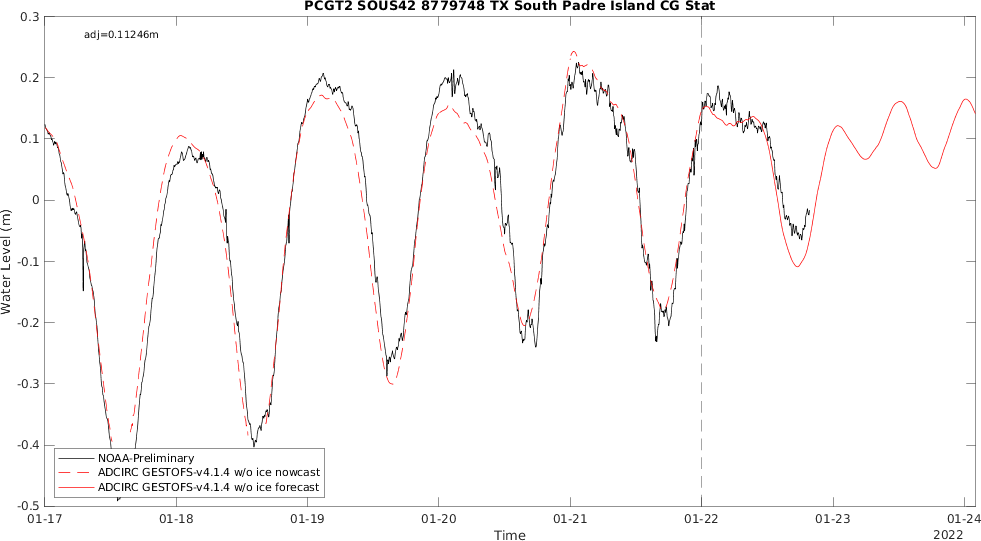 PCGT2 SOUS42 8779748 TX South Padre Island CG Stat
adj=0.11246m
0.3
0.2
0.1
0
-0.1
-0.2
-0.3
-0.4
-0.5
Water Level (m)
NOAA-Preliminary
ADCIRC GESTOFS-v4.1.4 w/o ice nowcast
ADCIRC GESTOFS-v4.1.4 w/o ice forecast
01-17 01-18 01-19 01-20 01-21 01-22 01-23 01-24
Time
2022